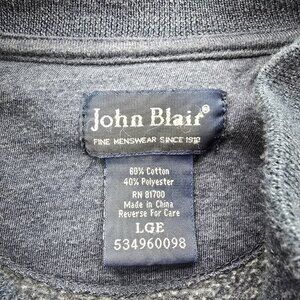 John Blair®
FINE MENSWEAR SINCE 1910
60% Cotton
40% Polyester
RN 81700
Made in China
Reverse For Care
LGE
534960098